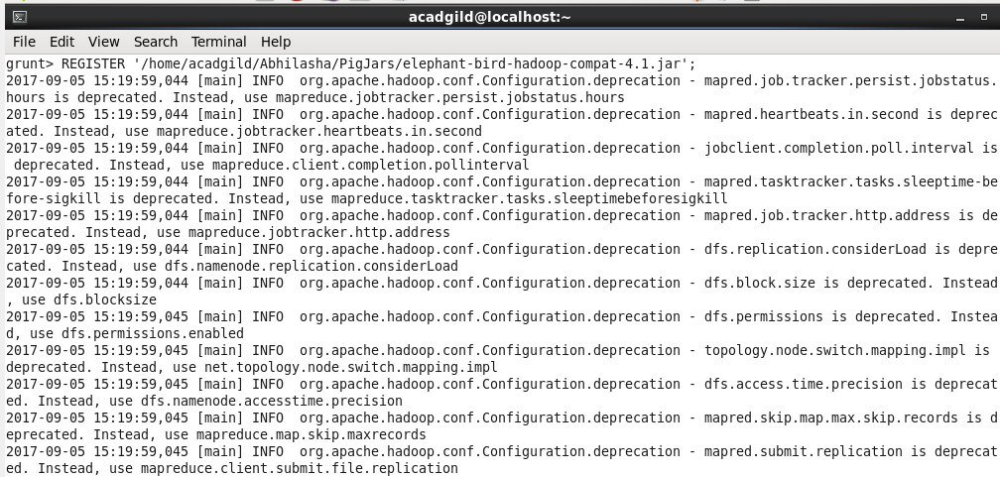 acadgild@localhost:~
File Edit View Search Terminal Help
grunt> REGISTER '/home/acadgild/Abhilasha/PigJars/elephant-bird-hadoop-compat-4.1.jar';
2017-09-05 15:19:59,044 [main] INFO  org.apache.hadoop.conf.Configuration.deprecation - mapred.job.tracker.persist.jobstatus.
hours is deprecated. Instead, use mapreduce.jobtracker.persist.jobstatus.hours
2017-09-05 15:19:59,044 [main] INFO  org.apache.hadoop.conf.Configuration.deprecation - mapred.heartbeats.in.second is deprec
ated. Instead, use mapreduce.jobtracker.heartbeats.in.second
2017-09-05 15:19:59,044 [main] INFO  org.apache.hadoop.conf.Configuration.deprecation - jobclient.completion.poll.interval is
 deprecated. Instead, use mapreduce.client.completion.pollinterval
2017-09-05 15:19:59,044 [main] INFO  org.apache.hadoop.conf.Configuration.deprecation - mapred.tasktracker.tasks.sleeptime-be
fore-sigkill is deprecated. Instead, use mapreduce.tasktracker.tasks.sleeptimebeforesigkill
2017-09-05 15:19:59,044 [main] INFO  org.apache.hadoop.conf.Configuration.deprecation - mapred.job.tracker.http.address is de
precated. Instead, use mapreduce.jobtracker.http.address
2017-09-05 15:19:59,044 [main] INFO  org.apache.hadoop.conf.Configuration.deprecation - dfs.replication.considerLoad is depre
cated. Instead, use dfs.namenode.replication.considerLoad
2017-09-05 15:19:59,044 [main] INFO  org.apache.hadoop.conf.Configuration.deprecation - dfs.block.size is deprecated. Instead
, use dfs.blocksize
2017-09-05 15:19:59,045 [main] INFO  org.apache.hadoop.conf.Configuration.deprecation - dfs.permissions is deprecated. Instea
d, use dfs.permissions.enabled
2017-09-05 15:19:59,045 [main] INFO  org.apache.hadoop.conf.Configuration.deprecation - topology.node.switch.mapping.impl is
deprecated. Instead, use net.topology.node.switch.mapping.impl
2017-09-05 15:19:59,045 [main] INFO  org.apache.hadoop.conf.Configuration.deprecation - dfs.access.time.precision is deprecat
ed. Instead, use dfs.namenode.accesstime.precision
2017-09-05 15:19:59,045 [main] INFO  org.apache.hadoop.conf.Configuration.deprecation - mapred.skip.map.max.skip.records is d
eprecated. Instead, use mapreduce.map.skip.maxrecords
2017-09-05 15:19:59,045 [main] INFO  org.apache.hadoop.conf.Configuration.deprecation - mapred.submit.replication is deprecat
ed. Instead, use mapreduce.client.submit.file.replication